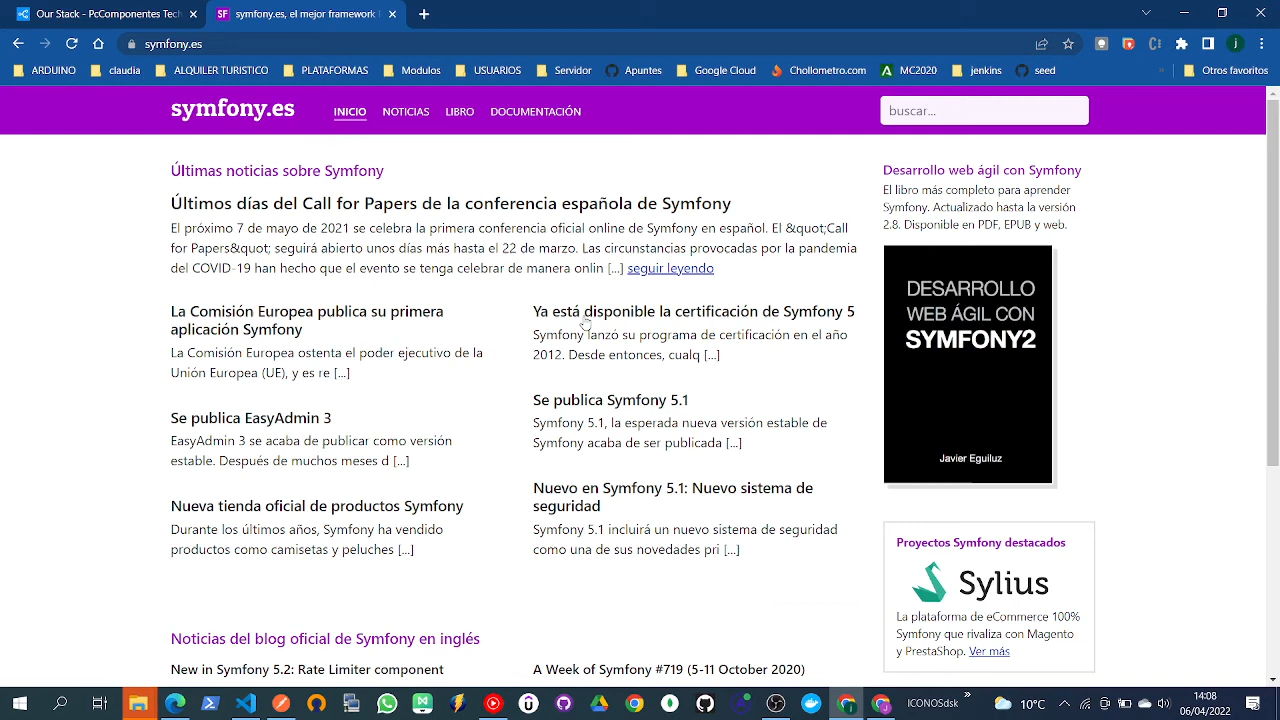 Our Stack - PcComponentes Tech
symfony.es, el mejor framework
symfony.es
ARDUINO
claudia
ALQUILER TURISTICO
PLATAFORMAS
Modulos
USUARIOS
Servidor
Apuntes
Google Cloud
Chollometro.com
MC2020
jenkins
seed
Otros favoritos
symfony.es
INICIO
NOTICIAS
LIBRO
DOCUMENTACIÓN
buscar...
Últimas noticias sobre Symfony
Últimos días del Call for Papers de la conferencia española de Symfony
El próximo 7 de mayo de 2021 se celebra la primera conferencia oficial online de Symfony en español. El &quot;Call
for Papers&quot; seguirá abierto unos días más hasta el 22 de marzo. Las circunstancias provocadas por la pandemia
del COVID-19 han hecho que el evento se tenga celebrar de manera onlin [...] seguir leyendo
La Comisión Europea publica su primera
aplicación Symfony
La Comisión Europea ostenta el poder ejecutivo de la
Unión Europea (UE), y es re [...]
Se publica EasyAdmin 3
EasyAdmin 3 se acaba de publicar como versión
estable. Después de muchos meses d [...]
Nueva tienda oficial de productos Symfony
Durante los últimos años, Symfony ha vendido
productos como camisetas y peluches [...]
Ya está disponible la certificación de Symfony 5
Symfony lanzó su programa de certificación en el año
2012. Desde entonces, cualq [...]
Se publica Symfony 5.1
Symfony 5.1, la esperada nueva versión estable de
Symfony acaba de ser publicada [...]
Nuevo en Symfony 5.1: Nuevo sistema de
seguridad
Symfony 5.1 incluirá un nuevo sistema de seguridad
como una de sus novedades pri [...]
Noticias del blog oficial de Symfony en inglés
New in Symfony 5.2: Rate Limiter component
A Week of Symfony #719 (5-11 October 2020)
Desarrollo web ágil con Symfony
El libro más completo para aprender
Symfony. Actualizado hasta la versión
2.8. Disponible en PDF, EPUB y web.
DESARROLLO
WEB ÁGIL CON
SYMFONY2
Javier Eguiluz
Proyectos Symfony destacados
Sylius
La plataforma de eCommerce 100%
Symfony que rivaliza con Magento
y PrestaShop. Ver más
ICONOSdsk
10°C
14:08
06/04/2022